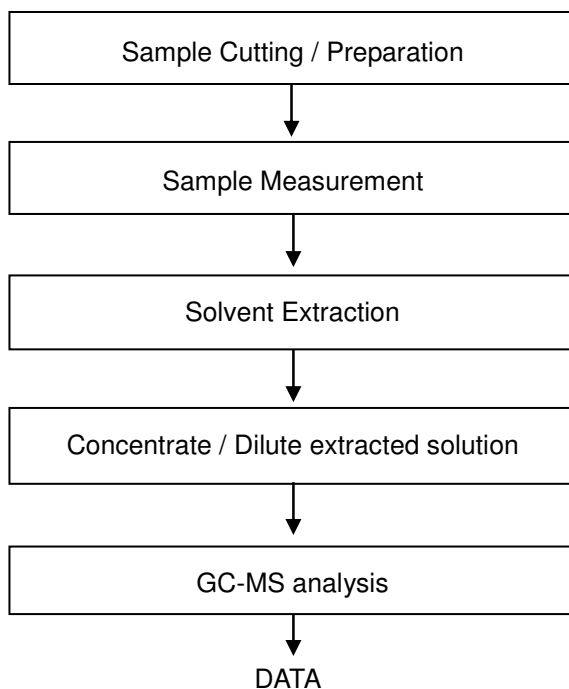 Sample Cutting / Preparation
Sample Measurement
Solvent Extraction
Concentrate / Dilute extracted solution
GC-MS analysis
DATA